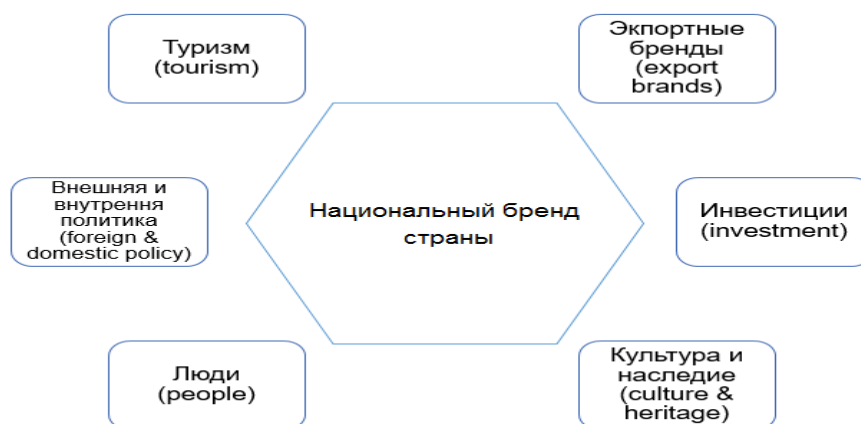 Туризм
(tourism)
Экпортные
бренды
(export
brands)
Внешняя и
внутрення
политика
(foreign &
domestic policy)
Национальный бренд
страны
Инвестиции
(investment)
Люди
(people)
Культура и
наследие
(culture &
heritage)